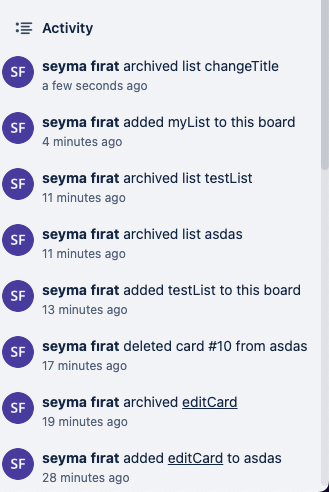 Activity
SF
seyma fırat archived list changeTitle
a few seconds ago
SF
seyma fırat added myList to this board
4 minutes ago
SF
seyma fırat archived list testList
11 minutes ago
SF
seyma fırat archived list asdas
11 minutes ago
SF
seyma fırat added testList to this board
13 minutes ago
SF
seyma fırat deleted card #10 from asdas
17 minutes ago
SF
seyma fırat archived editCard
19 minutes ago
SF
seyma fırat added editCard to asdas
28 minutes ago